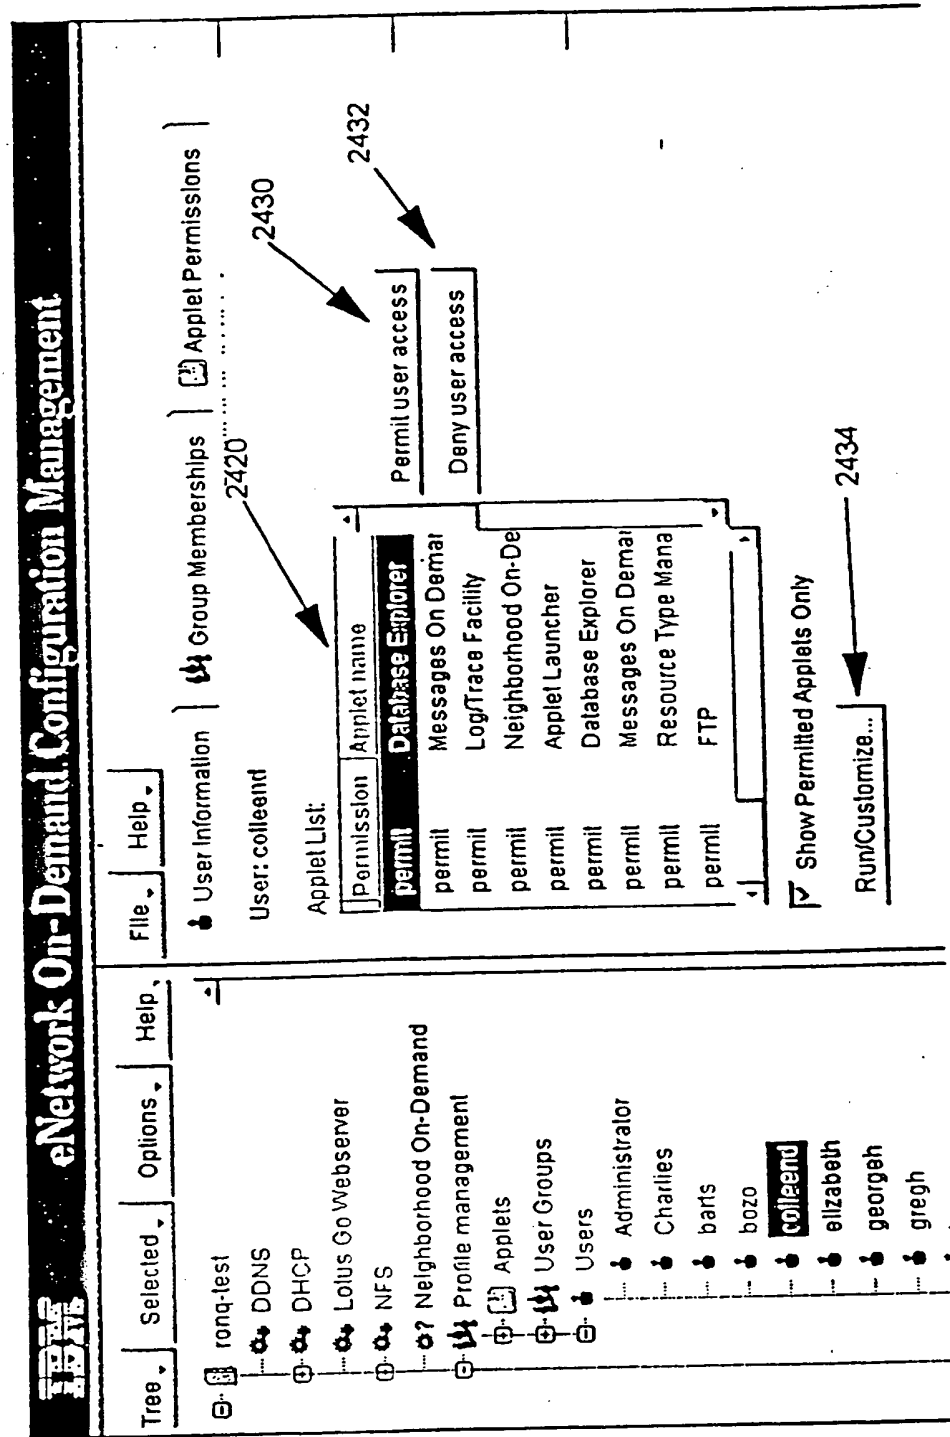 IBM eNetwork On-Demand Configuration Management
Tree Selected Options Help
ronq-test
DDNS
DHCP
Lotus Go Webserver
NFS
? Neighborhood On-Demand
Profile management
Applets
User Groups
Users
Administrator
Charlies
barts
bozo
colleend
elizabeth
georgeh
gregh
File Help
User Information Group Memberships Applet Permissions
User: colleend
Applet List:
Permission Applet name
permit Database Explorer
permit Messages On Deman
permit Log/Trace Facility
permit Neighborhood On-De
permit Applet Launcher
permit Database Explorer
permit Messages On Deman
permit Resource Type Mana
permit FTP
Show Permitted Applets Only
Run/Customize...
Permit user access
Deny user access
2420
2430
2432
2434